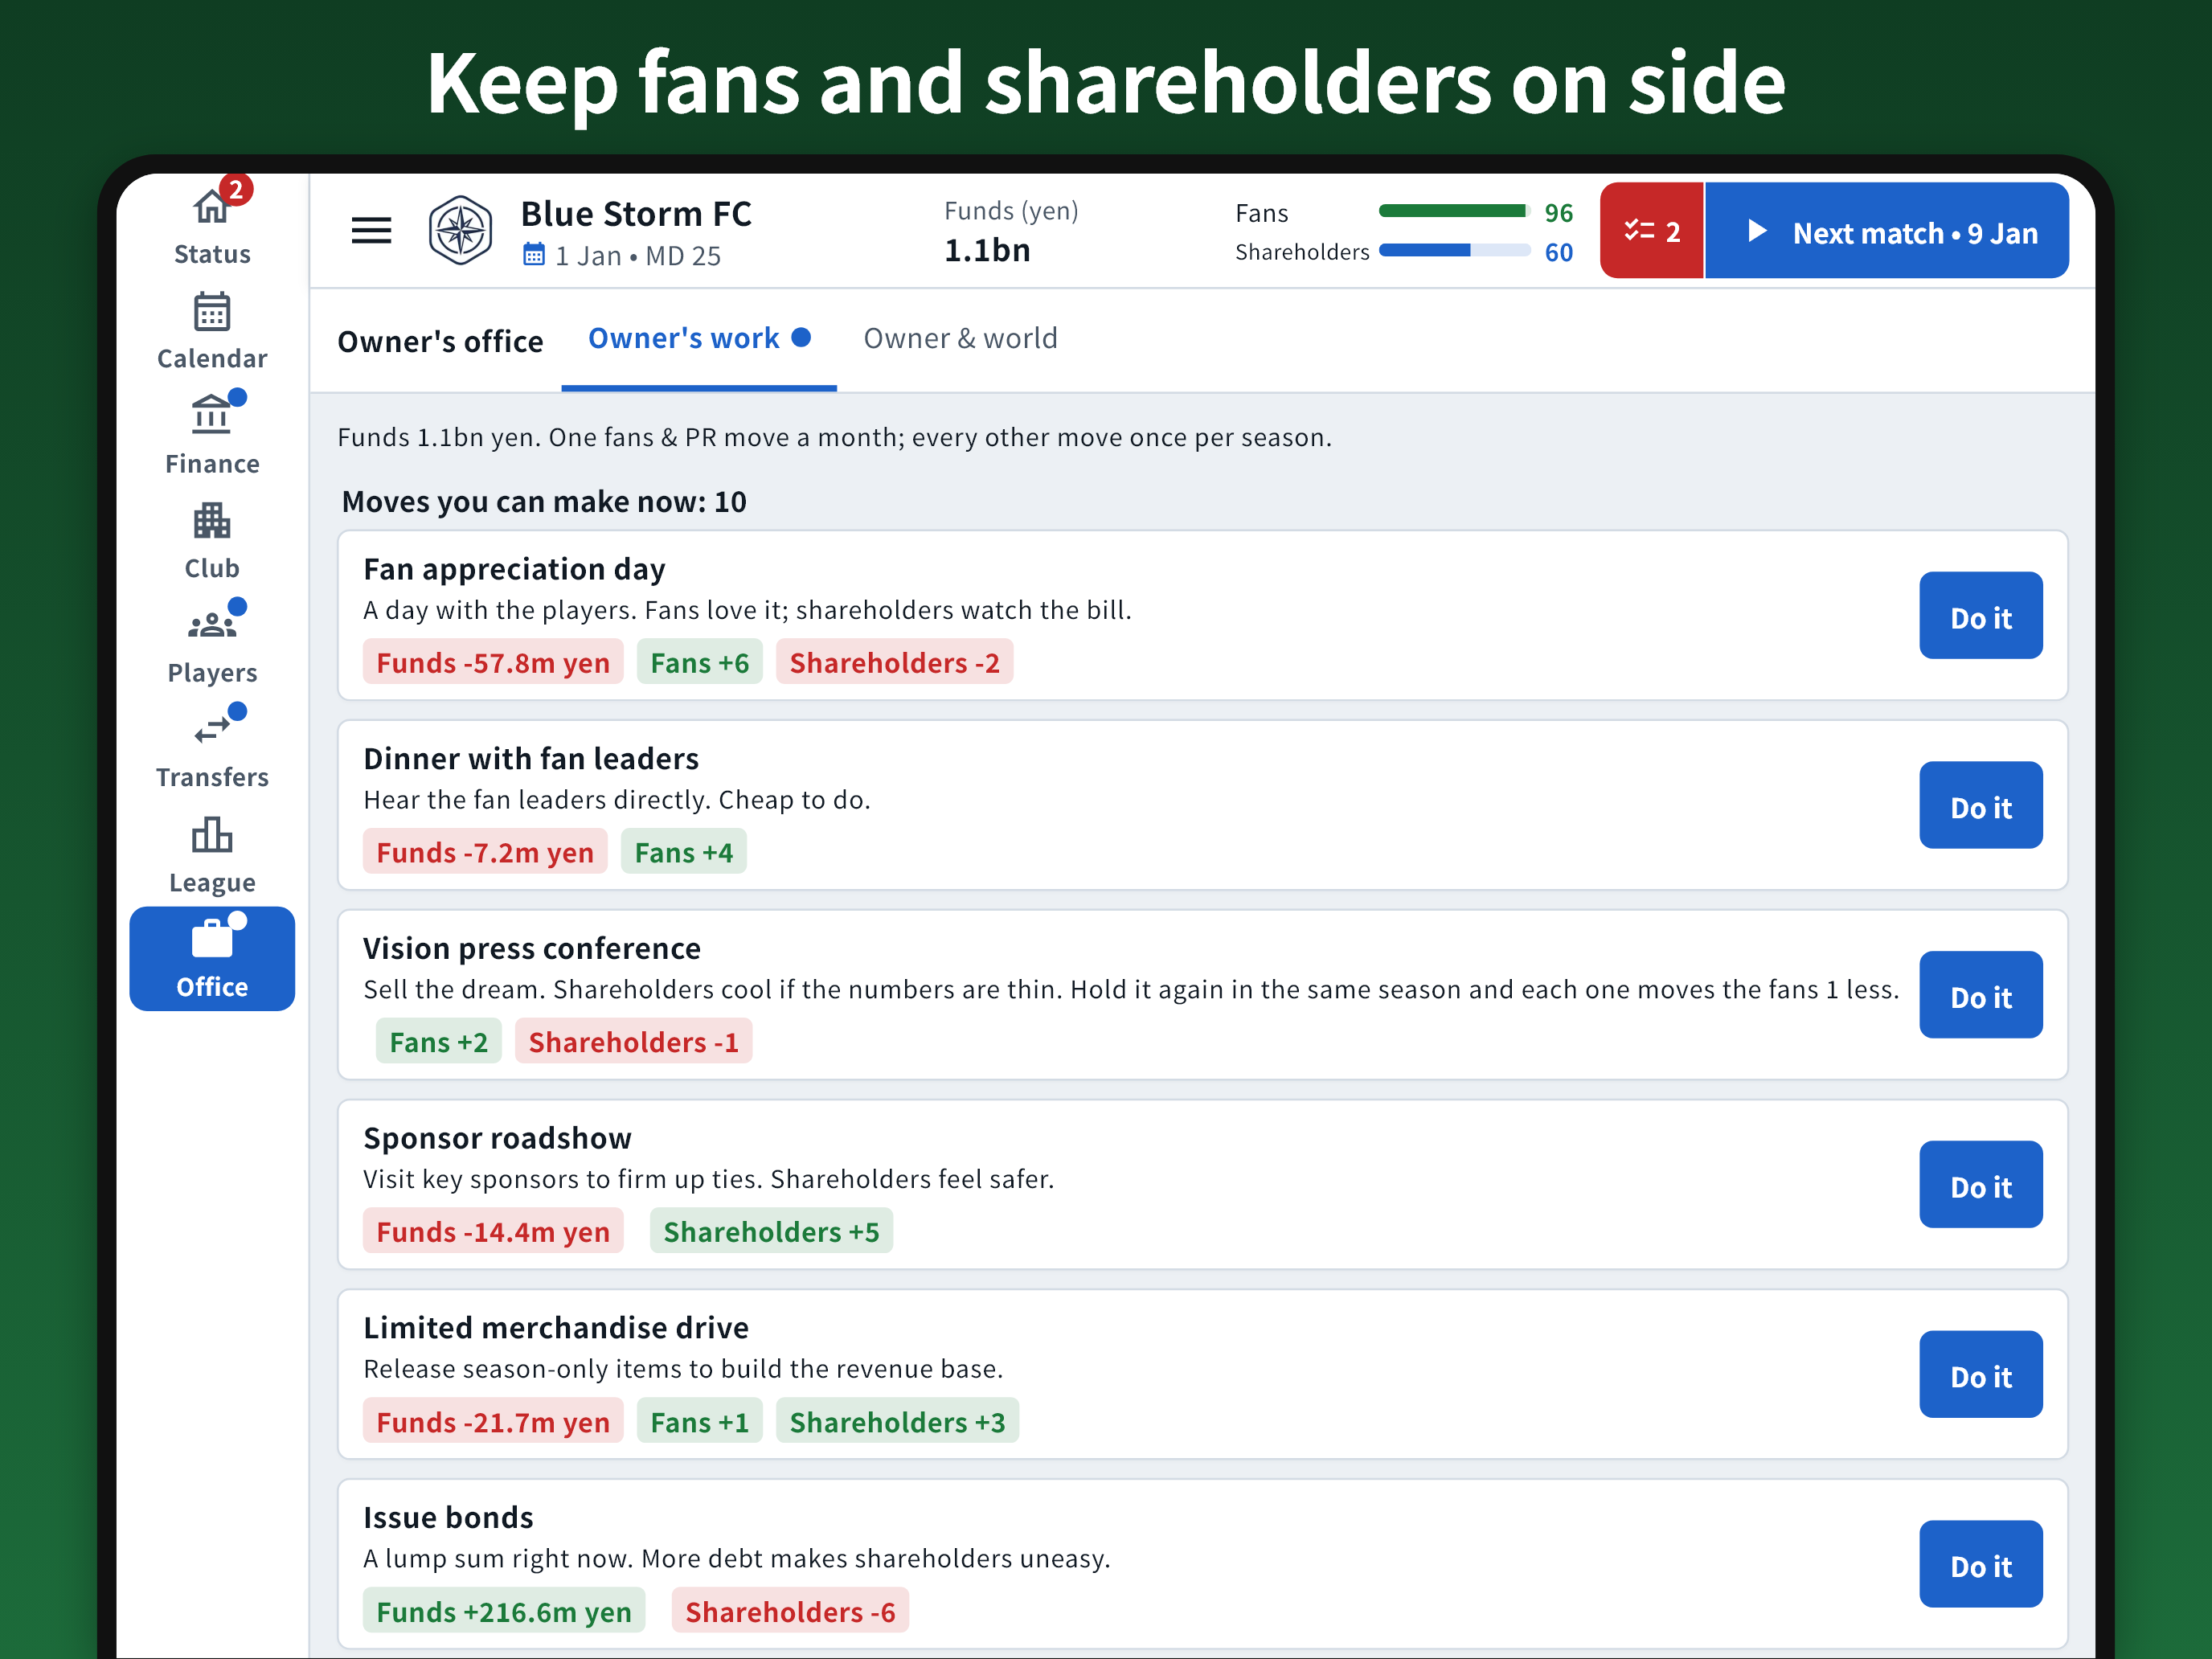 Keep fans and shareholders on side
2
Status
Calendar
Finance
Club
Players
Transfers
League
Office
Blue Storm FC
1 Jan • MD 25
Funds (yen)
1.1bn
Fans 96
Shareholders 60
2
Next match • 9 Jan
Owner's office
Owner's work
Owner & world
Funds 1.1bn yen. One fans & PR move a month; every other move once per season.
Moves you can make now: 10
Fan appreciation day
A day with the players. Fans love it; shareholders watch the bill.
Funds -57.8m yen Fans +6 Shareholders -2
Do it
Dinner with fan leaders
Hear the fan leaders directly. Cheap to do.
Funds -7.2m yen Fans +4
Do it
Vision press conference
Sell the dream. Shareholders cool if the numbers are thin. Hold it again in the same season and each one moves the fans 1 less.
Fans +2 Shareholders -1
Do it
Sponsor roadshow
Visit key sponsors to firm up ties. Shareholders feel safer.
Funds -14.4m yen Shareholders +5
Do it
Limited merchandise drive
Release season-only items to build the revenue base.
Funds -21.7m yen Fans +1 Shareholders +3
Do it
Issue bonds
A lump sum right now. More debt makes shareholders uneasy.
Funds +216.6m yen Shareholders -6
Do it